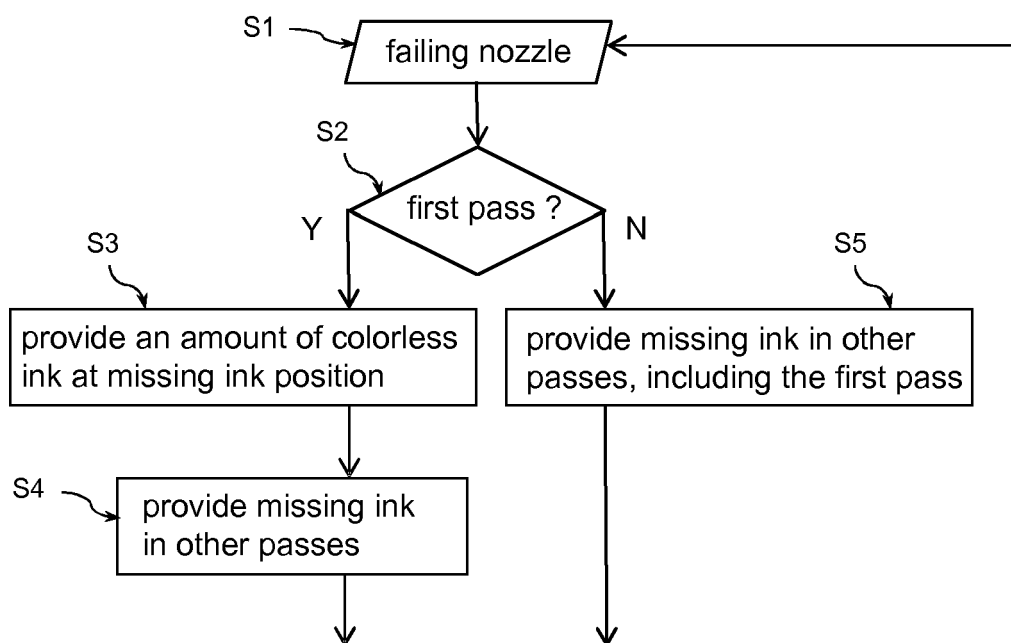 S1
failing nozzle
S2
first pass ?
Y
N
S3
S5
provide an amount of colorless
ink at missing ink position
provide missing ink in other
passes, including the first pass
S4
provide missing ink
in other passes